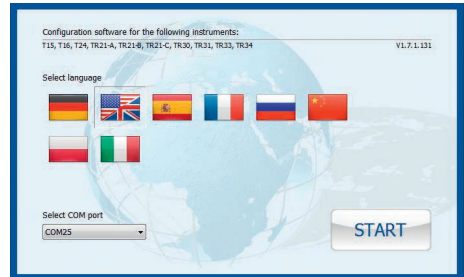 Configuration software for the following instruments:
T15, T16, T24, TR21-A, TR21-B, TR21-C, TR30, TR31, TR33, TR34
V1.7.1.131
Select language
Select COM port
COM25
START